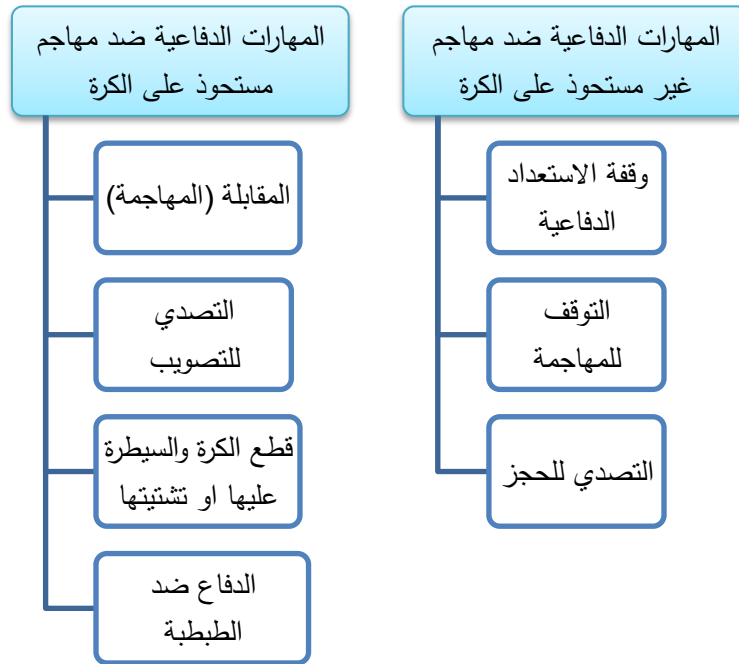 المهارات الدفاعية ضد مهاجم
غير مستحوذ على الكرة
وقفة الاستعداد
الدفاعية
التوقف
للمهاجمة
التصدي للحجز
المهارات الدفاعية ضد مهاجم
مستحوذ على الكرة
المقابلة (المهاجمة)
التصدي
للتصويب
قطع الكرة والسيطرة
عليها او تشتيتها
الدفاع ضد
الطبطبة